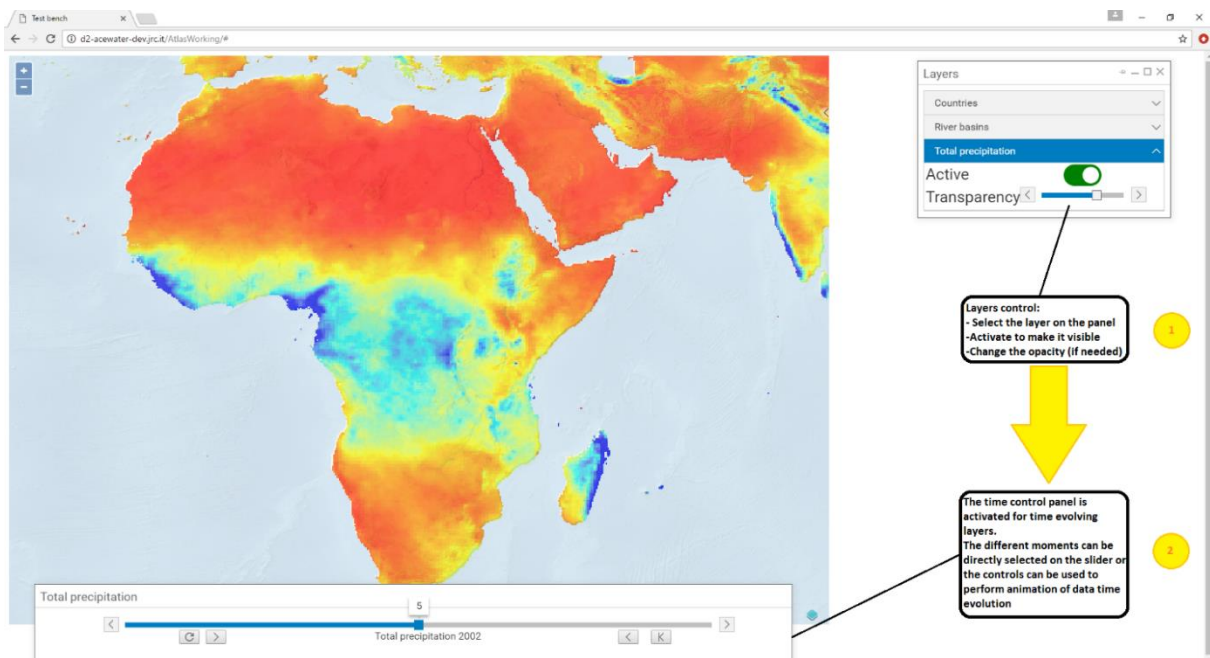 Test bench
d2-acewater-dev.jrc.it/AtlasWorking/#
Layers
Countries
River basins
Total precipitation
Active
Transparency
Layers control:
- Select the layer on the panel
-Activate to make it visible
-Change the opacity (if needed)
1
The time control panel is
activated for time evolving
layers.
The different moments can be
directly selected on the slider or
the controls can be used to
perform animation of data time
evolution
2
Total precipitation
5
Total precipitation 2002